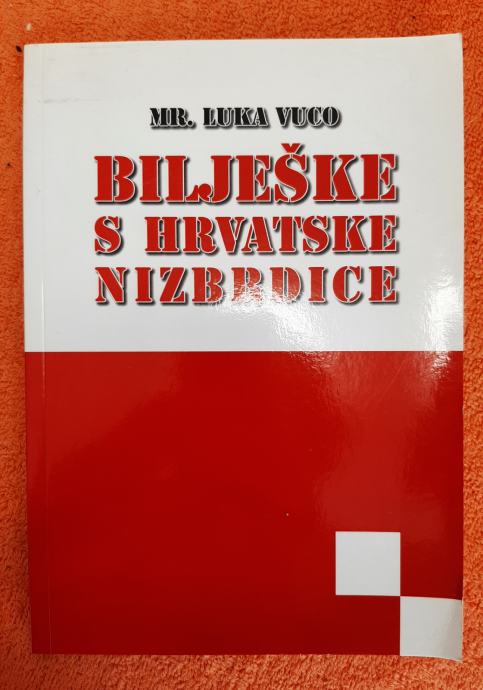 MR. LUKA VUCO
BILJEŠKE
S HRVATSKE
NIZBRDICE